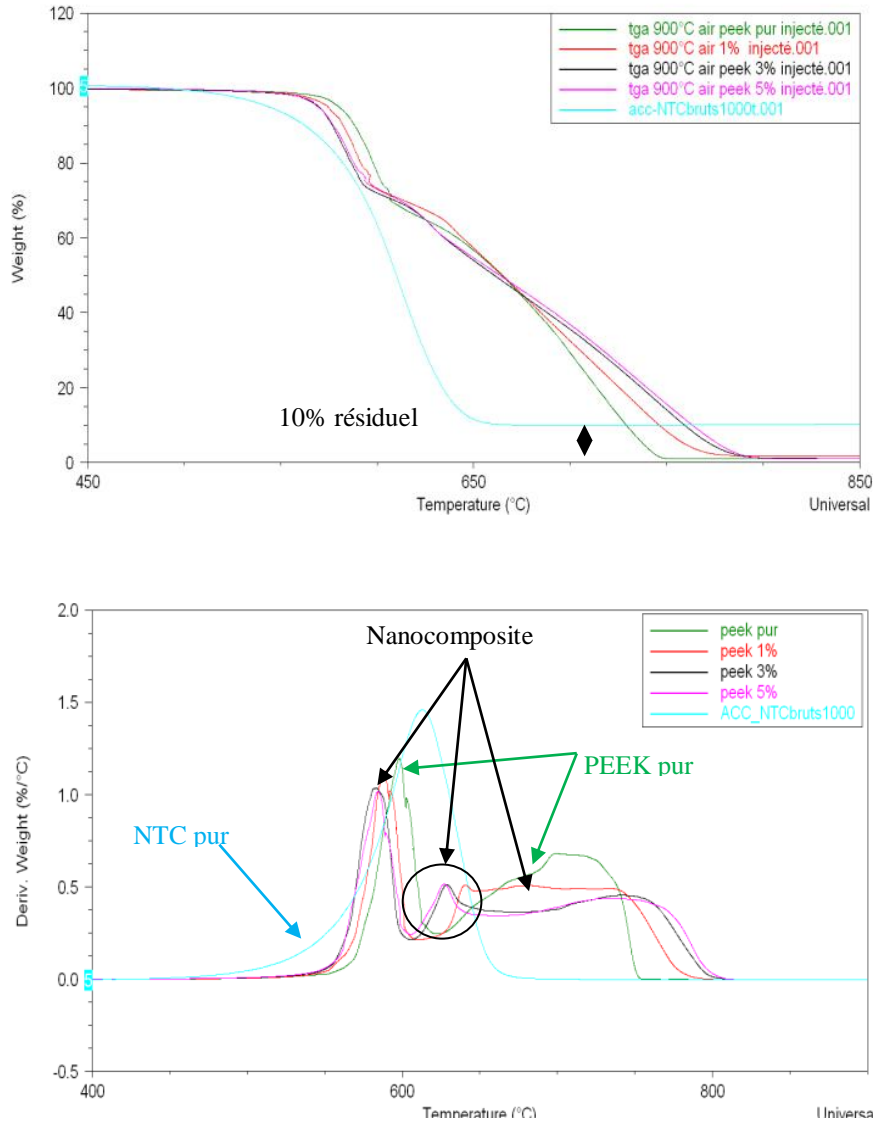 120
tga 900°C air peek pur injecté.001
tga 900°C air 1% injecté.001
tga 900°C air peek 3% injecté.001
tga 900°C air peek 5% injecté.001
acc-NTCbruts1000t.001
100
80
60
40
20
0
Weight (%)
10% résiduel
450
650
850
Temperature (°C)
Universal
2.0
peek pur
peek 1%
peek 3%
peek 5%
ACC_NTCbruts1000
Nanocomposite
1.5
PEEK pur
1.0
NTC pur
0.5
0.0
-0.5
Deriv. Weight (%/°C)
400
600
800
Temperature (°C)
Universal